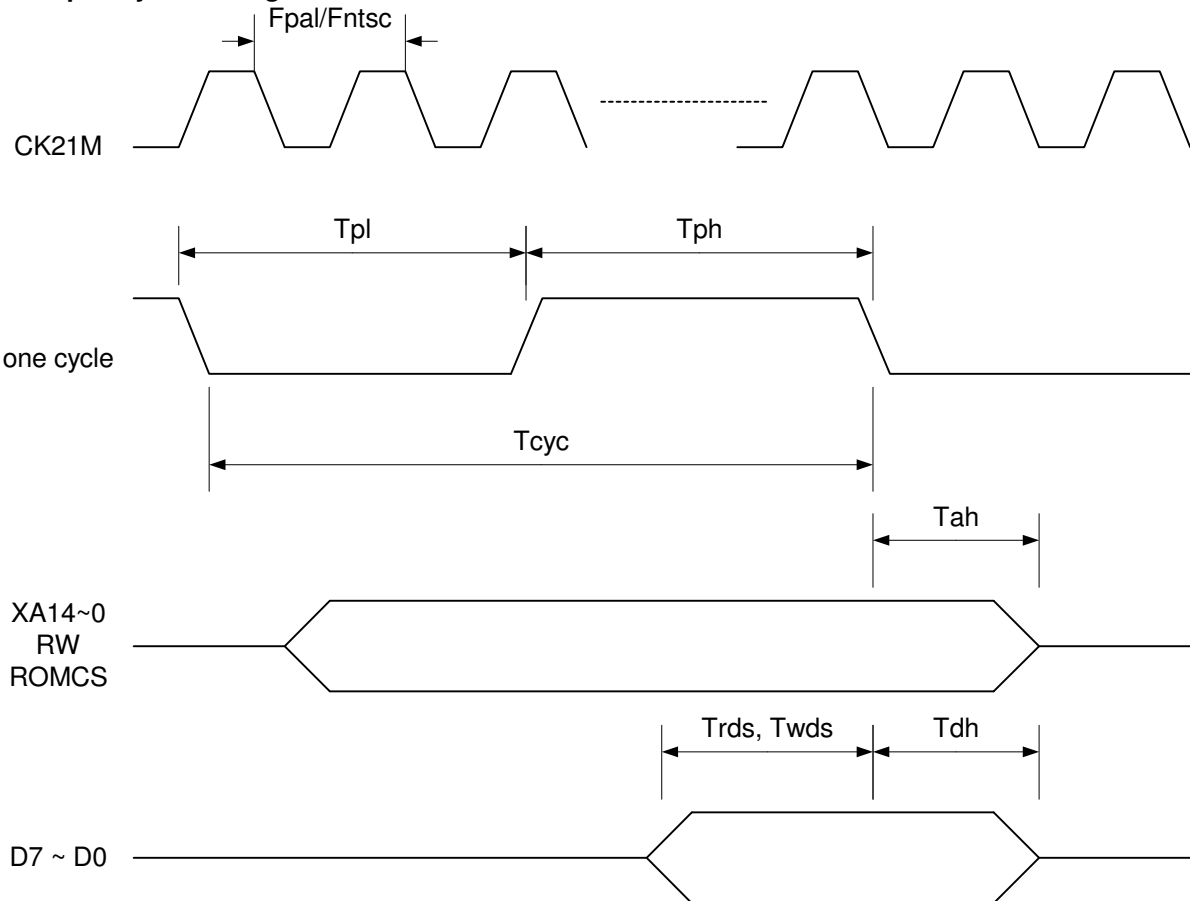 Fpal/Fntsc
CK21M
Tpl
Tph
one cycle
Tcyc
Tah
XA14~0
RW
ROMCS
Trds, Twds
Tdh
D7 ~ D0